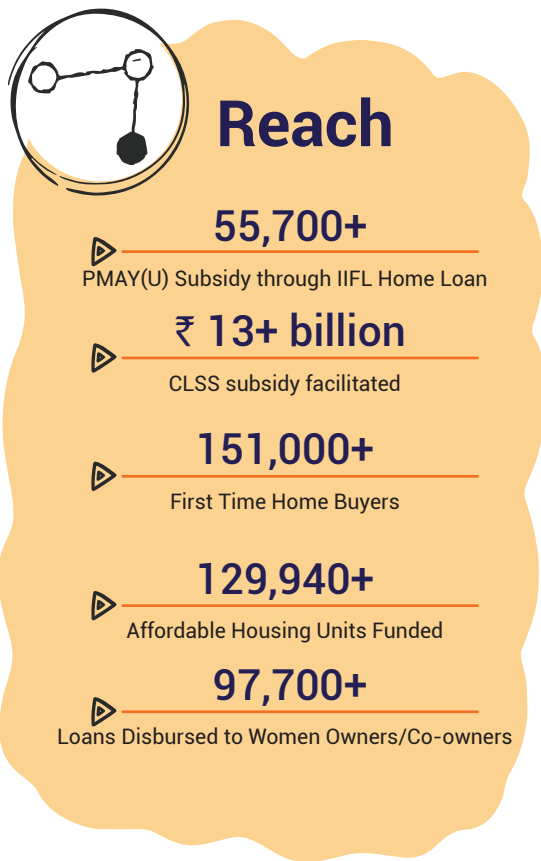 Reach
55,700+
PMAY(U) Subsidy through IIFL Home Loan
₹ 13+ billion
CLSS subsidy facilitated
151,000+
First Time Home Buyers
129,940+
Affordable Housing Units Funded
97,700+
Loans Disbursed to Women Owners/Co-owners